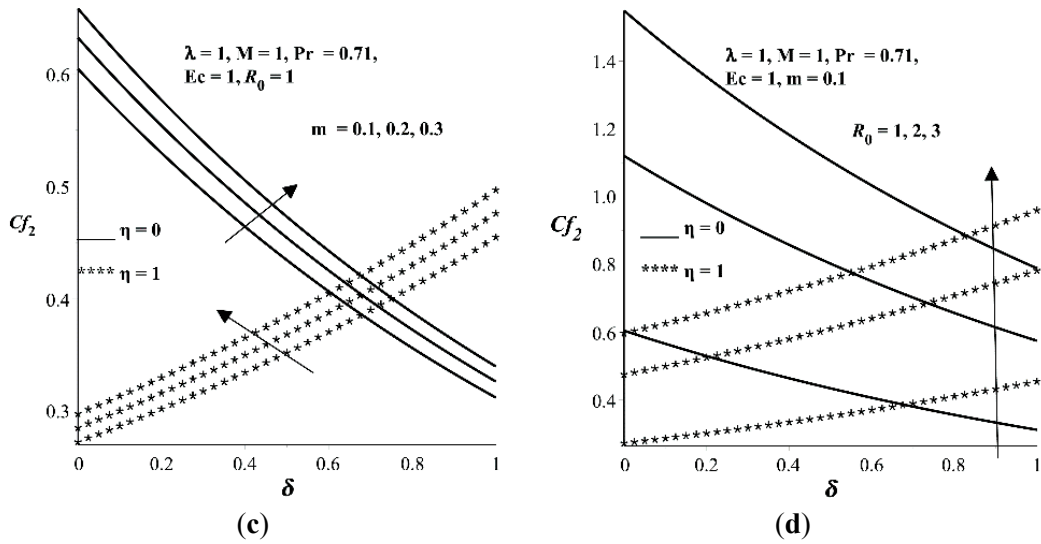 λ = 1, M = 1, Pr = 0.71,
Ec = 1, R0 = 1
m = 0.1, 0.2, 0.3
0.6
0.5
0.4
0.3
Cf2
η = 0
**** η = 1
0 0.2 0.4 0.6 0.8 1
δ
(c)
λ = 1, M = 1, Pr = 0.71,
Ec = 1, m = 0.1
R0 = 1, 2, 3
1.4
1.2
1.0
0.8
0.6
0.4
Cf2
η = 0
**** η = 1
0 0.2 0.4 0.6 0.8 1
δ
(d)